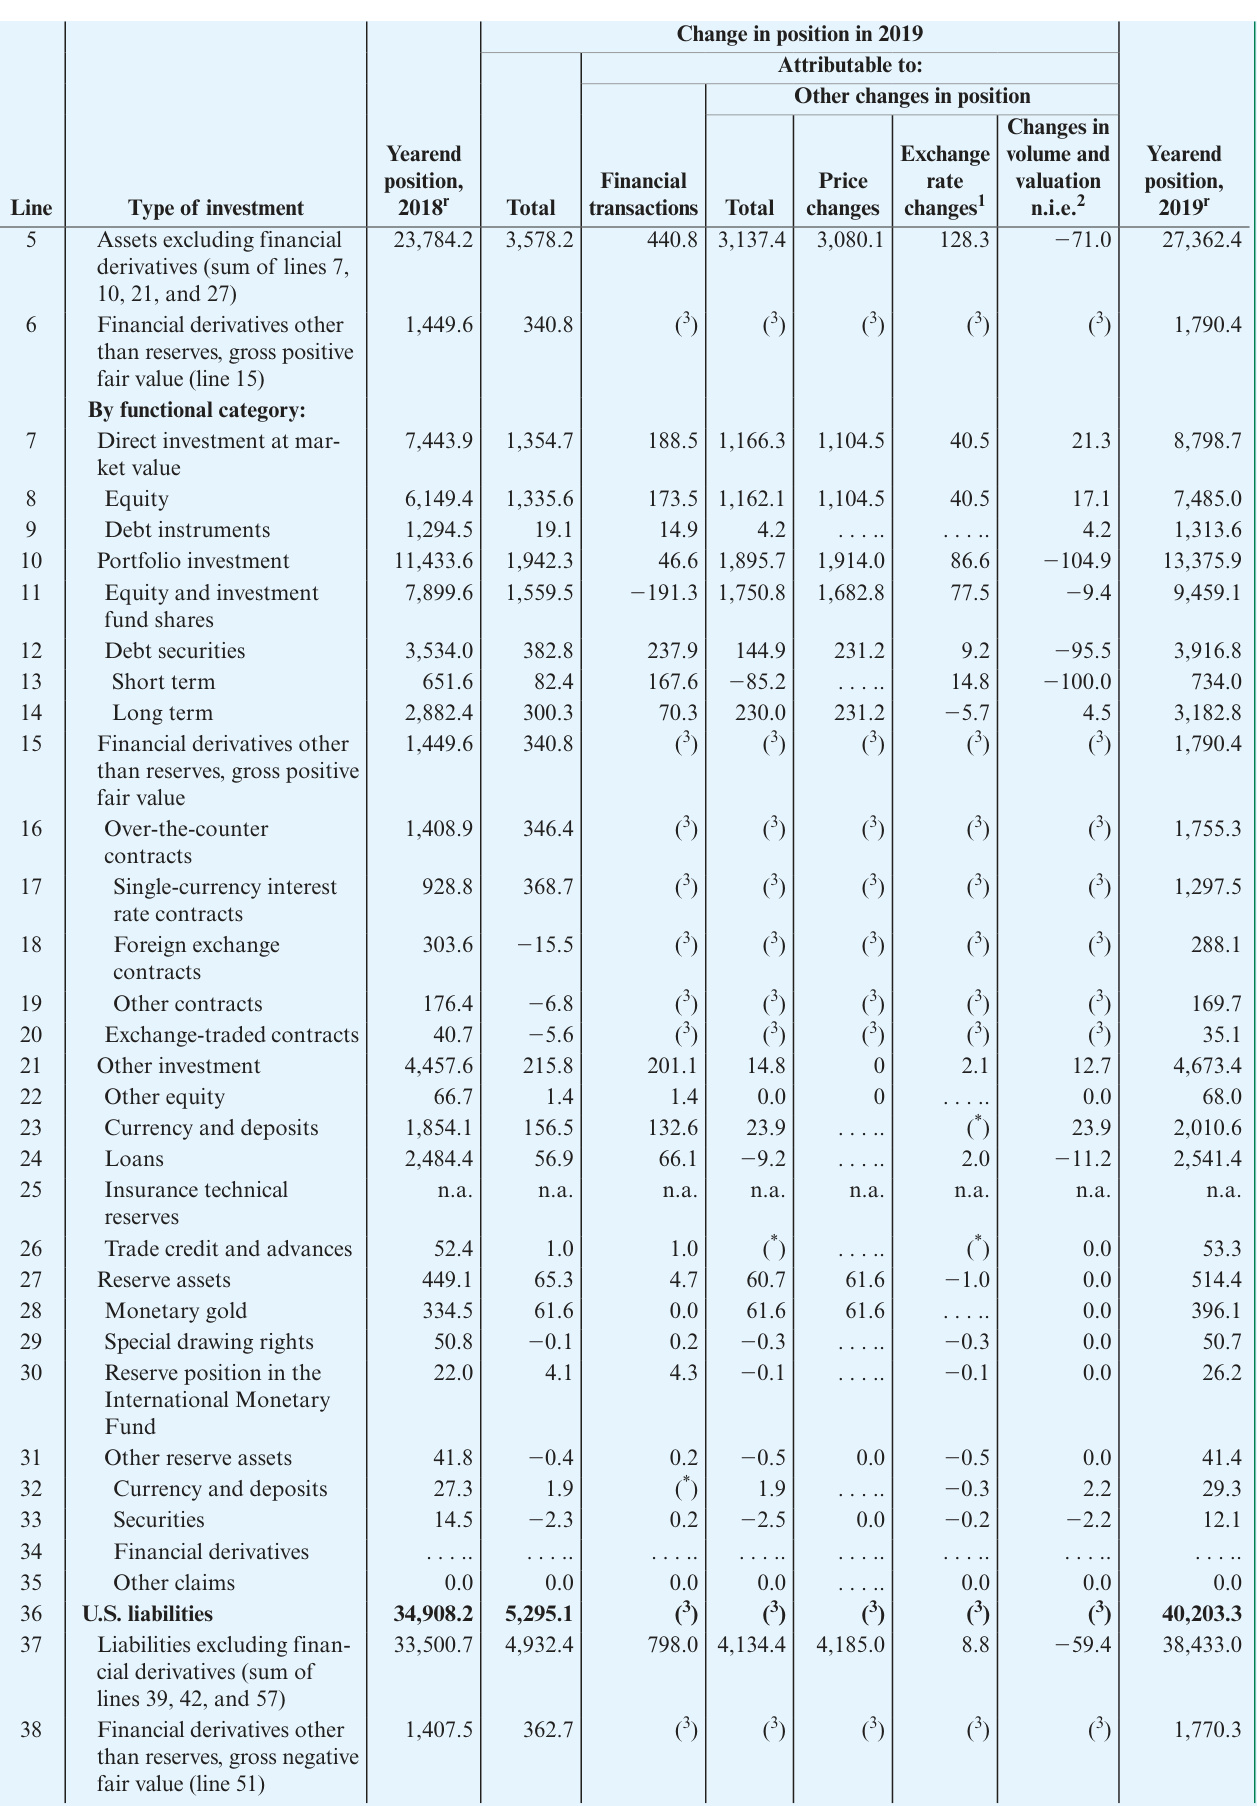 Change in position in 2019
Attributable to:
Other changes in position
Line Type of investment Yearend position, 2018r Total Financial transactions Total Price changes Exchange rate changes1 Changes in volume and valuation n.i.e.2 Yearend position, 2019r
5 Assets excluding financial 23,784.2 3,578.2 440.8 3,137.4 3,080.1 128.3 −71.0 27,362.4
derivatives (sum of lines 7,
10, 21, and 27)
6 Financial derivatives other 1,449.6 340.8 (3) (3) (3) (3) (3) 1,790.4
than reserves, gross positive
fair value (line 15)
By functional category:
7 Direct investment at mar- 7,443.9 1,354.7 188.5 1,166.3 1,104.5 40.5 21.3 8,798.7
ket value
8 Equity 6,149.4 1,335.6 173.5 1,162.1 1,104.5 40.5 17.1 7,485.0
9 Debt instruments 1,294.5 19.1 14.9 4.2 ..... ..... 4.2 1,313.6
10 Portfolio investment 11,433.6 1,942.3 46.6 1,895.7 1,914.0 86.6 −104.9 13,375.9
11 Equity and investment 7,899.6 1,559.5 −191.3 1,750.8 1,682.8 77.5 −9.4 9,459.1
fund shares
12 Debt securities 3,534.0 382.8 237.9 144.9 231.2 9.2 −95.5 3,916.8
13 Short term 651.6 82.4 167.6 −85.2 ..... 14.8 −100.0 734.0
14 Long term 2,882.4 300.3 70.3 230.0 231.2 −5.7 4.5 3,182.8
15 Financial derivatives other 1,449.6 340.8 (3) (3) (3) (3) (3) 1,790.4
than reserves, gross positive
fair value
16 Over-the-counter 1,408.9 346.4 (3) (3) (3) (3) (3) 1,755.3
contracts
17 Single-currency interest 928.8 368.7 (3) (3) (3) (3) (3) 1,297.5
rate contracts
18 Foreign exchange 303.6 −15.5 (3) (3) (3) (3) (3) 288.1
contracts
19 Other contracts 176.4 −6.8 (3) (3) (3) (3) (3) 169.7
20 Exchange-traded contracts 40.7 −5.6 (3) (3) (3) (3) (3) 35.1
21 Other investment 4,457.6 215.8 201.1 14.8 0 2.1 12.7 4,673.4
22 Other equity 66.7 1.4 1.4 0.0 0 ..... 0.0 68.0
23 Currency and deposits 1,854.1 156.5 132.6 23.9 ..... (*) 23.9 2,010.6
24 Loans 2,484.4 56.9 66.1 −9.2 ..... 2.0 −11.2 2,541.4
25 Insurance technical n.a. n.a. n.a. n.a. n.a. n.a. n.a. n.a.
reserves
26 Trade credit and advances 52.4 1.0 1.0 (*) ..... (*) 0.0 53.3
27 Reserve assets 449.1 65.3 4.7 60.7 61.6 −1.0 0.0 514.4
28 Monetary gold 334.5 61.6 0.0 61.6 61.6 ..... 0.0 396.1
29 Special drawing rights 50.8 −0.1 0.2 −0.3 ..... −0.3 0.0 50.7
30 Reserve position in the 22.0 4.1 4.3 −0.1 ..... −0.1 0.0 26.2
International Monetary
Fund
31 Other reserve assets 41.8 −0.4 0.2 −0.5 0.0 −0.5 0.0 41.4
32 Currency and deposits 27.3 1.9 (*) 1.9 ..... −0.3 2.2 29.3
33 Securities 14.5 −2.3 0.2 −2.5 0.0 −0.2 −2.2 12.1
34 Financial derivatives ..... ..... ..... ..... ..... ..... ..... .....
35 Other claims 0.0 0.0 0.0 0.0 ..... 0.0 0.0 0.0
36 U.S. liabilities 34,908.2 5,295.1 (3) (3) (3) (3) (3) 40,203.3
37 Liabilities excluding finan- 33,500.7 4,932.4 798.0 4,134.4 4,185.0 8.8 −59.4 38,433.0
cial derivatives (sum of
lines 39, 42, and 57)
38 Financial derivatives other 1,407.5 362.7 (3) (3) (3) (3) (3) 1,770.3
than reserves, gross negative
fair value (line 51)